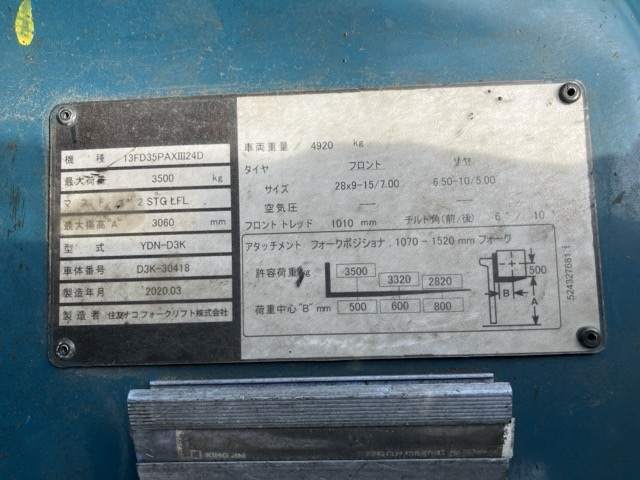 機 種 13FD35PAXIII24D
最大荷重 3500 kg
マスト 2 STG LFL
最大揚高"A" 3060 mm
型 式 YDN-D3K
車体番号 D3K-30418
製造年月 2020.03
製造者 住友ナコフォークリフト株式会社
車両重量 4920 kg
タイヤ フロント リヤ
サイズ 28x9-15/7.00 6.50-10/5.00
空気圧 — —
フロント トレッド 1010 mm チルト角(前/後) 6°/ 10°
アタッチメント フォークポジショナ, 1070 - 1520 mm フォーク
許容荷重 kg 3500 3320 2820
荷重中心 "B" mm 500 600 800
500
B
A
524327681.1
KING JIM